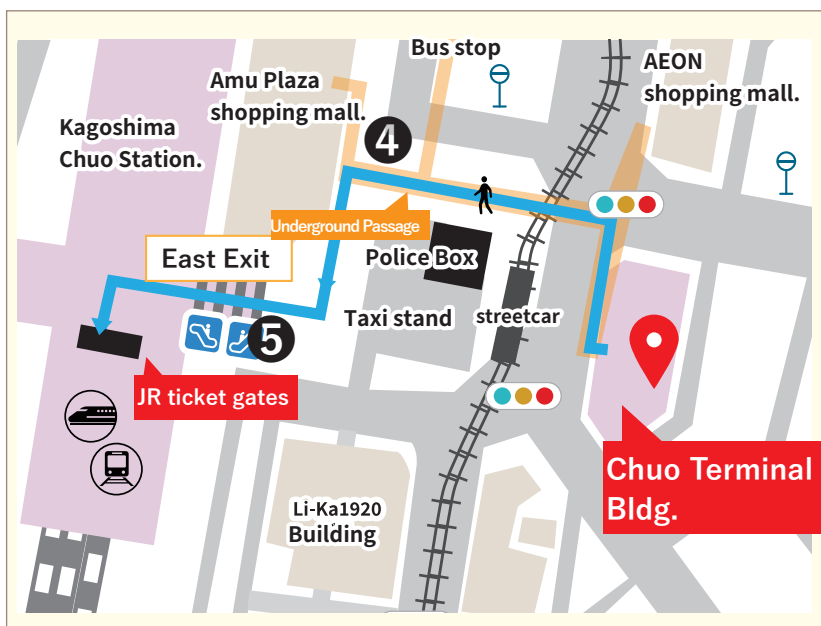 Bus stop
AEON
shopping mall.
Amu Plaza
shopping mall.
Kagoshima
Chuo Station.
4
Underground Passage
East Exit
Police Box
Taxi stand
streetcar
5
JR ticket gates
Chuo Terminal
Bldg.
Li-Ka1920
Building